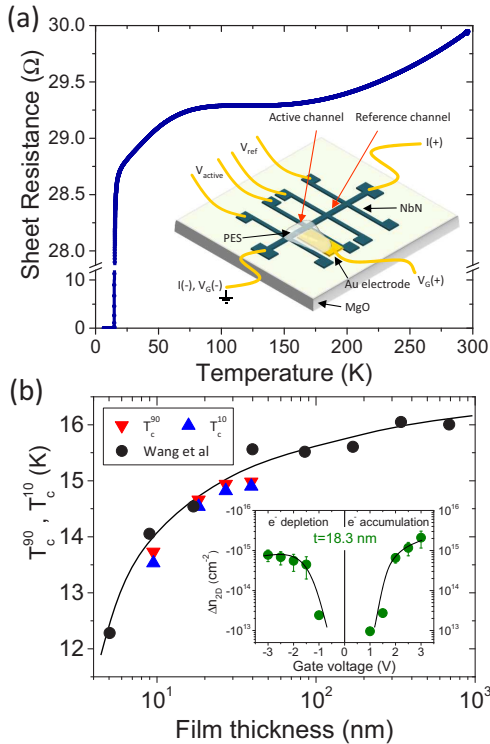 (a)
Sheet Resistance (Ω)
30.0
29.5
29.0
28.5
28.0
10
0
0 50 100 150 200 250 300
Temperature (K)
Active channel
Reference channel
V_ref
V_active
I(+)
NbN
PES
Au electrode
I(-), V_G(-)
V_G(+)
MgO
(b)
T_c^90, T_c^10 (K)
16
15
14
13
12
T_c^90 T_c^10
Wang et al
10^1 10^2 10^3
Film thickness (nm)
e^- depletion
e^- accumulation
t=18.3 nm
Δn_2D (cm^-2)
-10^16
-10^15
-10^14
-10^13
10^16
10^15
10^14
10^13
-3 -2 -1 0 1 2 3
Gate voltage (V)